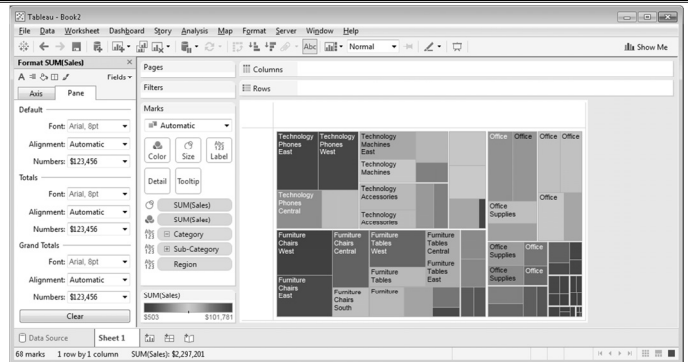 Tableau - Book2
File Data Worksheet Dashboard Story Analysis Map Format Server Window Help
Abc Normal Show Me
Format SUM(Sales)
Fields
Axis Pane
Default
Font: Arial, 8pt
Alignment: Automatic
Numbers: $123,456
Totals
Font: Arial, 8pt
Alignment: Automatic
Numbers: $123,456
Grand Totals
Font: Arial, 8pt
Alignment: Automatic
Numbers: $123,456
Clear
Pages
Filters
Marks
Automatic
Color Size Label
Detail Tooltip
SUM(Sales)
SUM(Sales)
Category
Sub-Category
Region
SUM(Sales)
$503 $101,781
Columns
Rows
Technology
Phones
East
Technology
Phones
West
Technology
Machines
East
Technology
Machines
Technology
Phones
Central
Technology
Accessories
Technology
Accessories
Furniture
Chairs
West
Furniture
Chairs
Central
Furniture
Tables
West
Furniture
Tables
Central
Furniture
Chairs
East
Furniture
Chairs
South
Furniture
Tables
Furniture
Furniture
Tables
East
Office Office Office Office
Office
Supplies
Office
Office
Supplies
Office
Office
Supplies
Office
Data Source Sheet 1
68 marks 1 row by 1 column SUM(Sales): $2,297,201